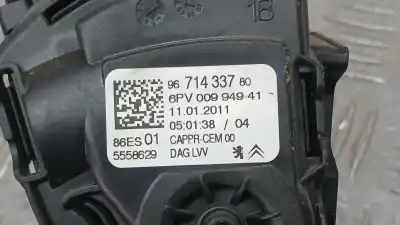 18
96 714 337 80
6PV 009 949 41
11.01.2011
05:01:38 / 04
86ES 01 CAPPR-CEM 00
5558629 DAG LVV